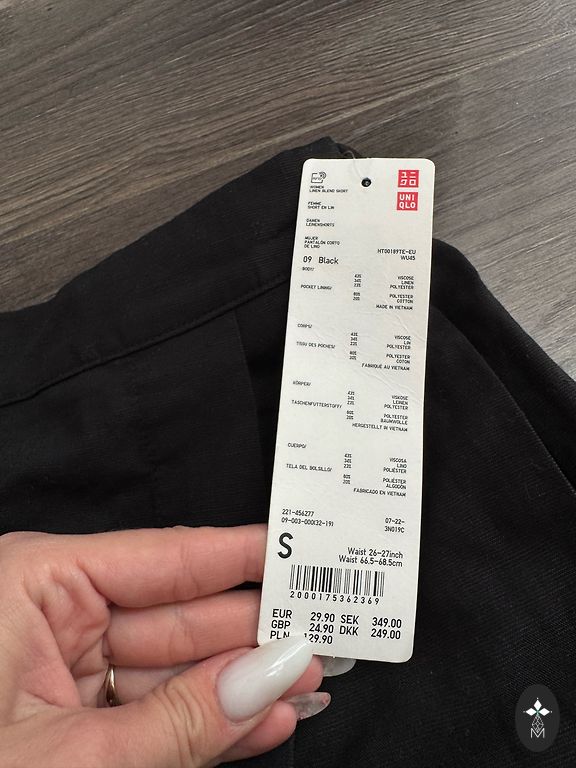 ユニ
クロ
UNI
QLO
WOMEN
LINEN BLEND SHORT
FEMME
SHORT EN LIN
DAMEN
LEINENSHORTS
MUJER
PANTALÓN CORTO
DE LINO
HT00189TE-EU
WU45
09 Black
BODY/
43% VISCOSE
34% LINEN
23% POLYESTER
POCKET LINING/
80% POLYESTER
20% COTTON
MADE IN VIETNAM
CORPS/
43% VISCOSE
34% LIN
23% POLYESTER
TISSU DES POCHES/
80% POLYESTER
20% COTON
FABRIQUÉ AU VIETNAM
KÖRPER/
43% VISKOSE
34% LEINEN
23% POLYESTER
TASCHENFUTTERSTOFF/
80% POLYESTER
20% BAUMWOLLE
HERGESTELLT IN VIETNAM
CUERPO/
43% VISCOSA
34% LINO
23% POLIÉSTER
TELA DEL BOLSILLO/
80% POLIÉSTER
20% ALGODÓN
FABRICADO EN VIETNAM
221-456277
09-003-000(32-19)
07-22-
3N019C
S
Waist 26-27inch
Waist 66.5-68.5cm
2000175362369
EUR 29.90 SEK 349.00
GBP 24.90 DKK 249.00
PLN 129.90